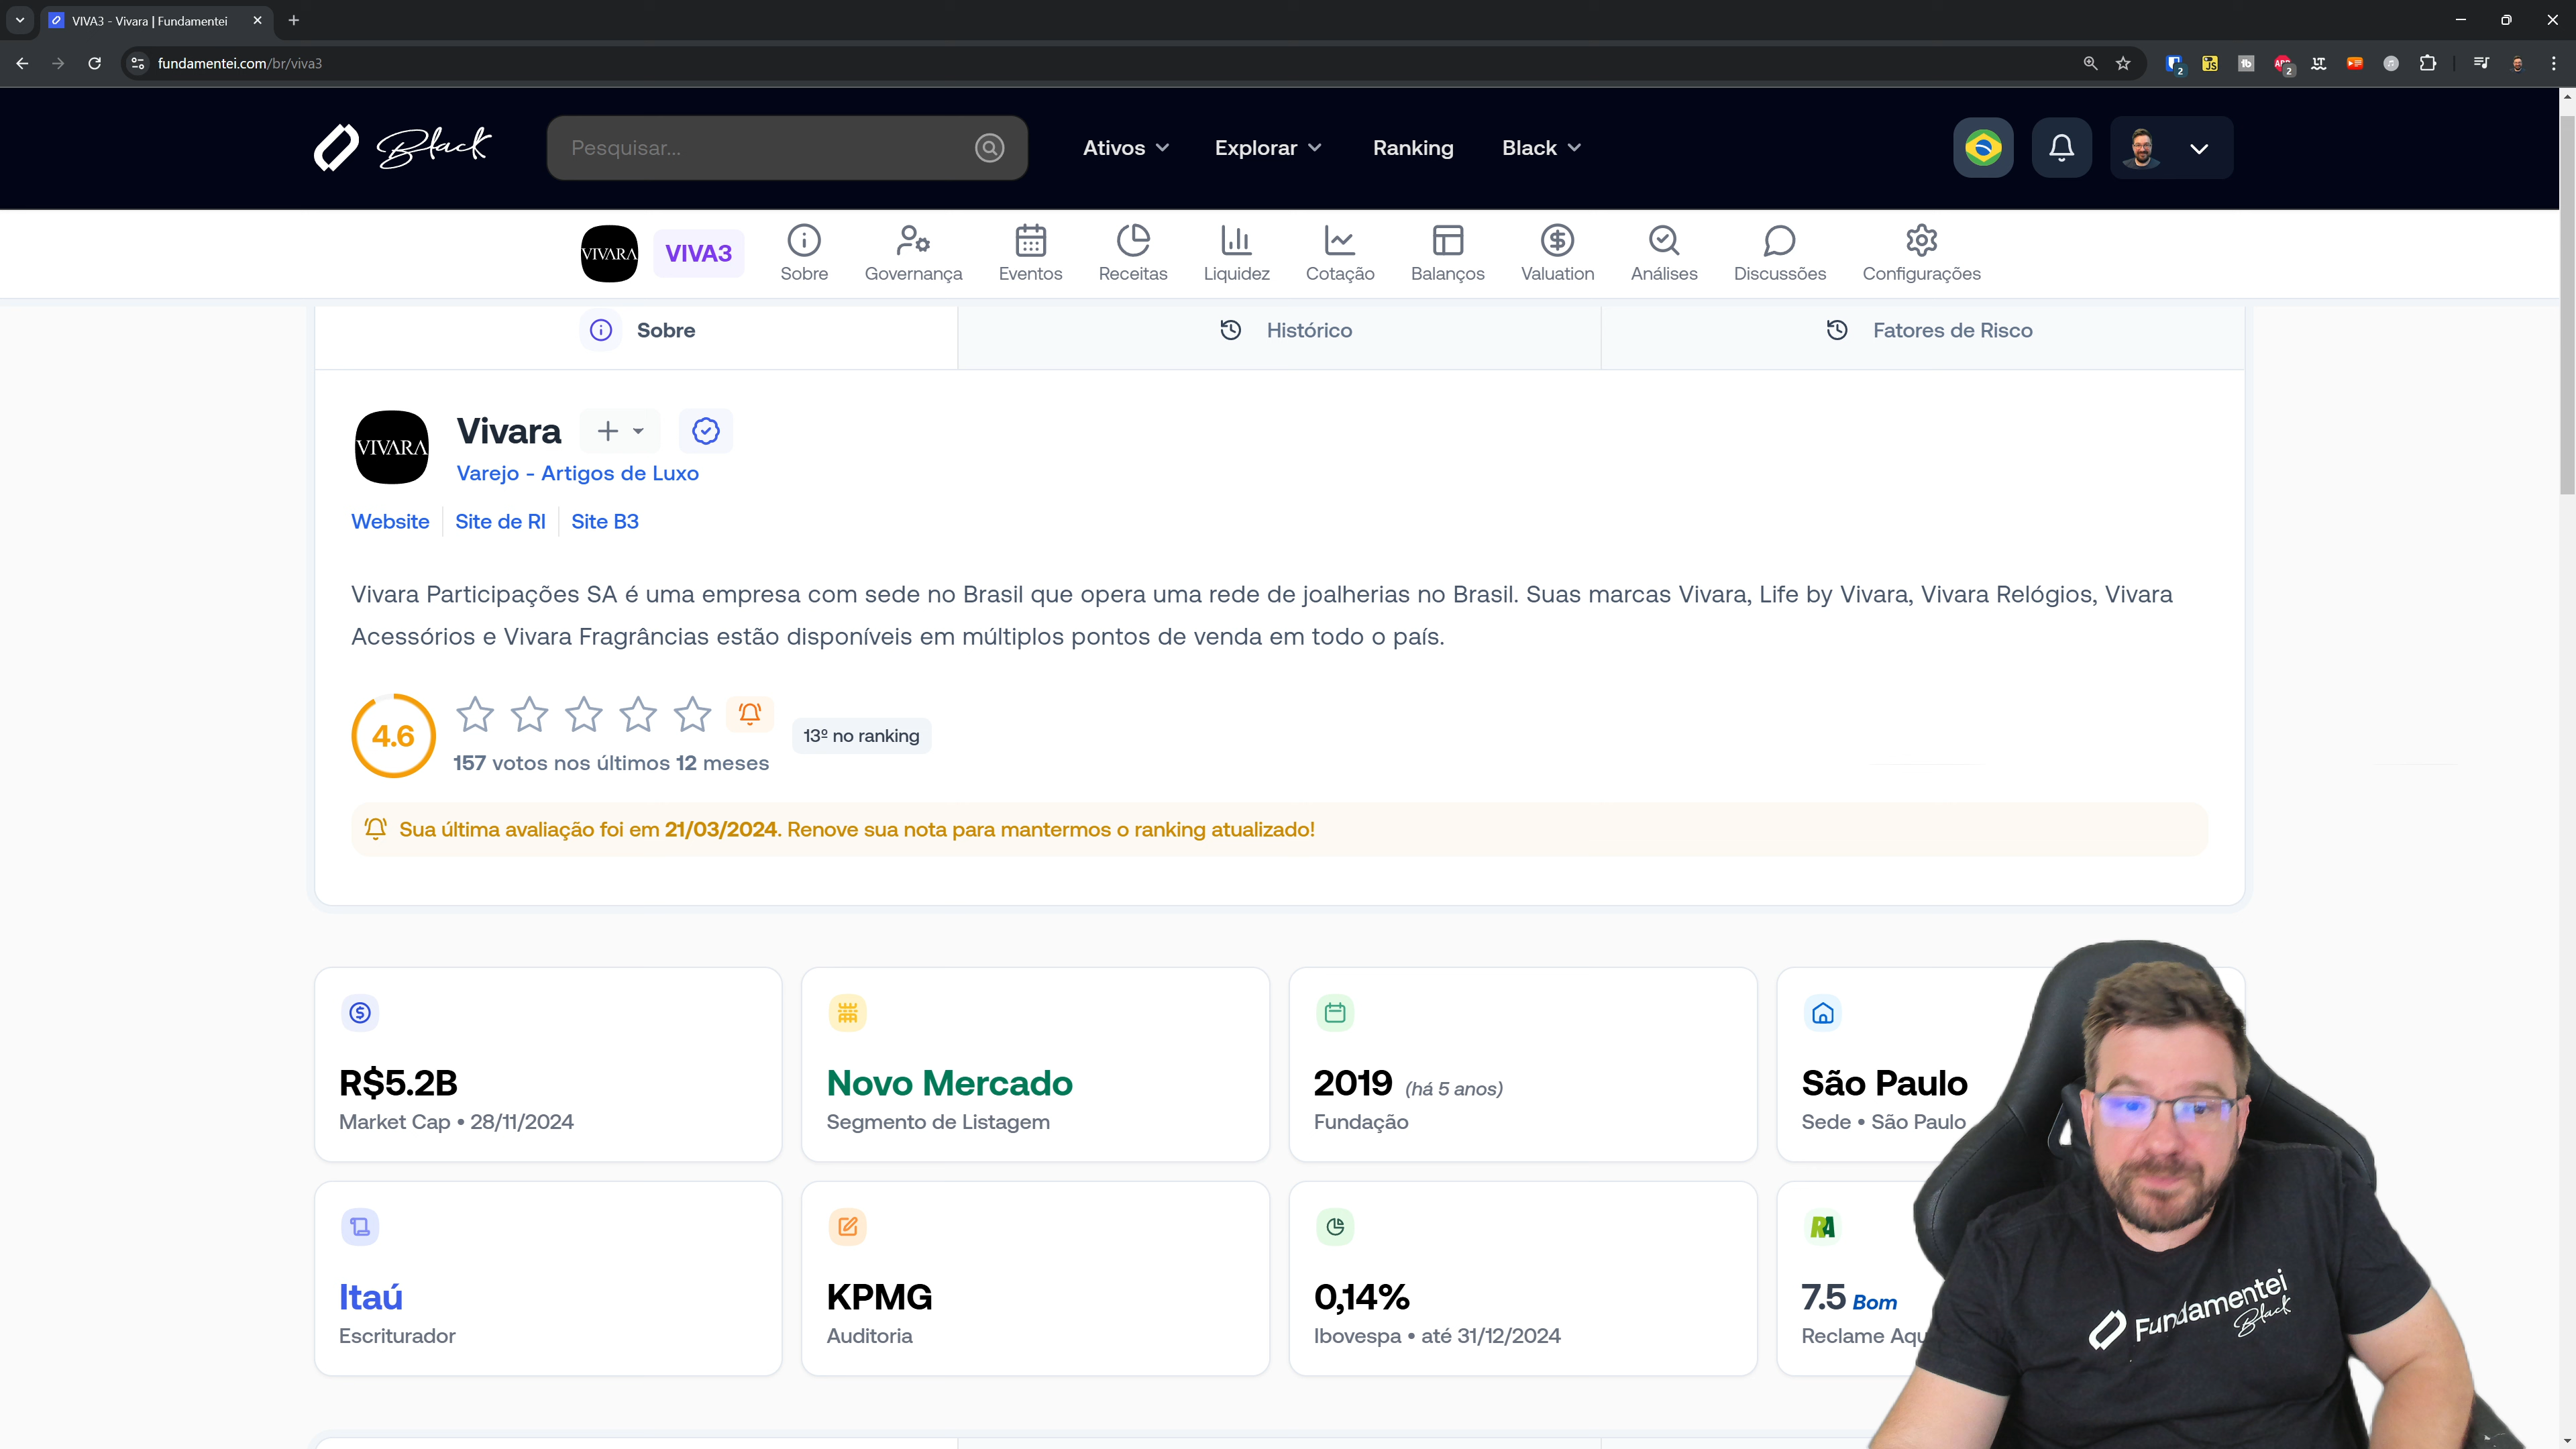 VIVA3 - Vivara | Fundamentei
fundamentei.com/br/viva3
2
JS
2
Black
Pesquisar...
Ativos
Explorar
Ranking
Black
VIVARA
VIVA3
Sobre
Governança
Eventos
Receitas
Liquidez
Cotação
Balanços
Valuation
Análises
Discussões
Configurações
Sobre
Histórico
Fatores de Risco
VIVARA
Vivara
Varejo - Artigos de Luxo
Website
Site de RI
Site B3
Vivara Participações SA é uma empresa com sede no Brasil que opera uma rede de joalherias no Brasil. Suas marcas Vivara, Life by Vivara, Vivara Relógios, Vivara
Acessórios e Vivara Fragrâncias estão disponíveis em múltiplos pontos de venda em todo o país.
4.6
157 votos nos últimos 12 meses
13º no ranking
Sua última avaliação foi em 21/03/2024. Renove sua nota para mantermos o ranking atualizado!
R$5.2B
Market Cap • 28/11/2024
Novo Mercado
Segmento de Listagem
2019 (há 5 anos)
Fundação
São Paulo
Sede • São Paulo
Itaú
Escriturador
KPMG
Auditoria
0,14%
Ibovespa • até 31/12/2024
RA
7.5 Bom
Reclame Aqu
Fundamentei
Black